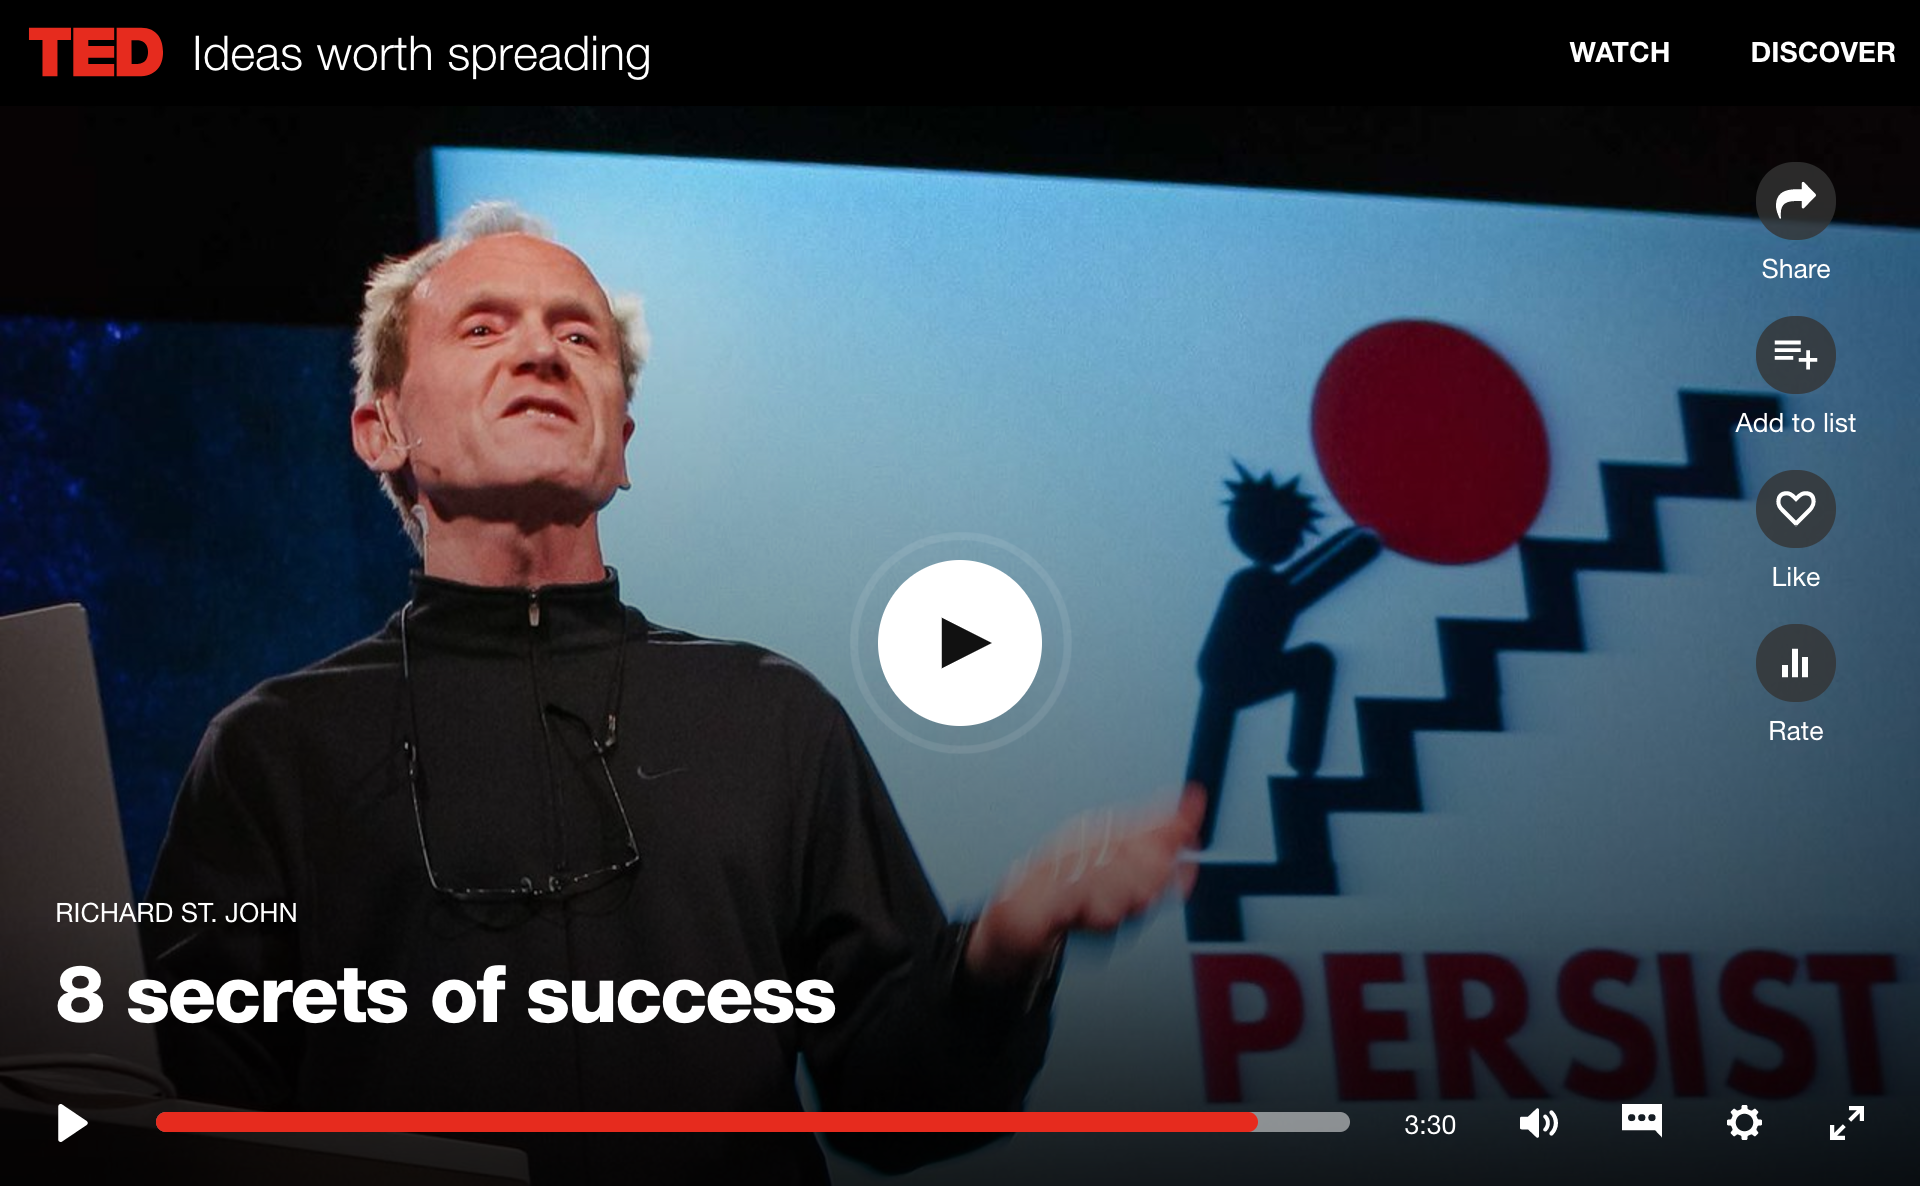 TED Ideas worth spreading WATCH DISCOVER
Share
Add to list
Like
Rate
RICHARD ST. JOHN
8 secrets of success
PERSIST
3:30